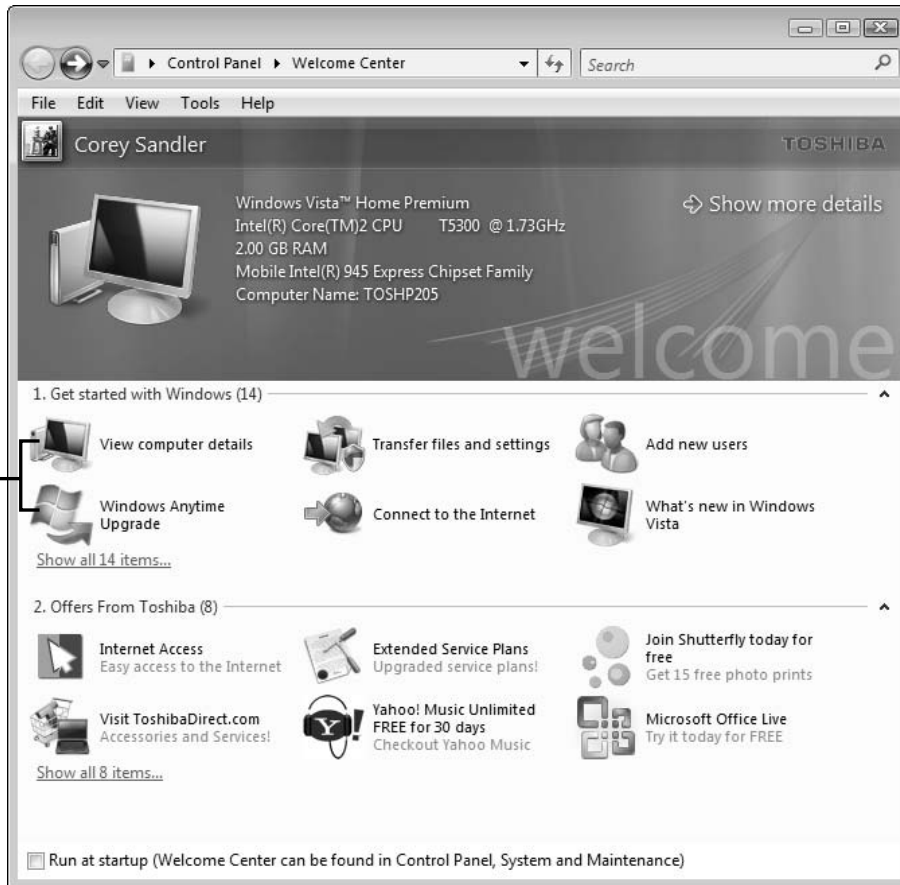 Control Panel ▸ Welcome Center
Search
File Edit View Tools Help
Corey Sandler
TOSHIBA
Windows Vista™ Home Premium
Intel(R) Core(TM)2 CPU T5300 @ 1.73GHz
2.00 GB RAM
Mobile Intel(R) 945 Express Chipset Family
Computer Name: TOSHP205
Show more details
welcome
1. Get started with Windows (14)
View computer details
Transfer files and settings
Add new users
Windows Anytime
Upgrade
Connect to the Internet
What's new in Windows
Vista
Show all 14 items...
2. Offers From Toshiba (8)
Internet Access
Easy access to the Internet
Extended Service Plans
Upgraded service plans!
Join Shutterfly today for
free
Get 15 free photo prints
Visit ToshibaDirect.com
Accessories and Services!
Yahoo! Music Unlimited
FREE for 30 days
Checkout Yahoo Music
Microsoft Office Live
Try it today for FREE
Show all 8 items...
Run at startup (Welcome Center can be found in Control Panel, System and Maintenance)